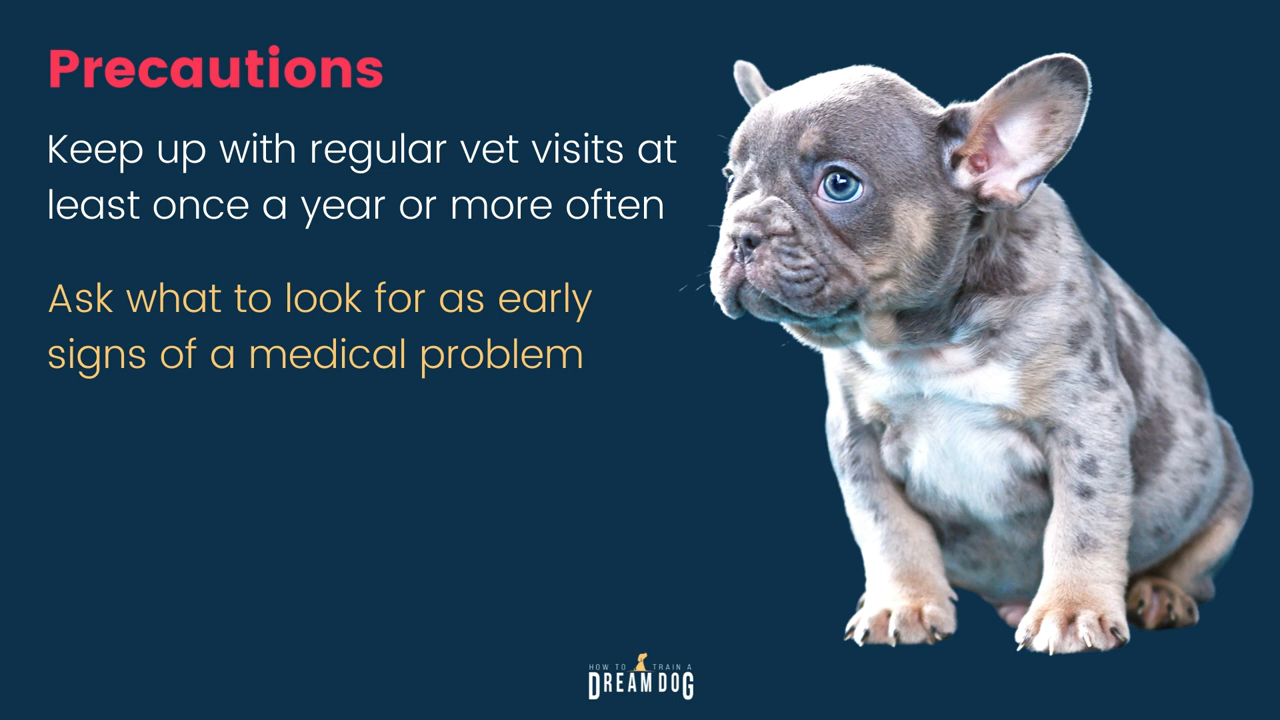 Precautions
Keep up with regular vet visits at
least once a year or more often
Ask what to look for as early
signs of a medical problem
HOW TO TRAIN A
DREAM DOG